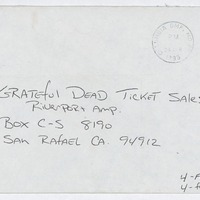 GRATEFUL DEAD TICKET SALES
RIVERPORT AMP.
BOX C-S 8190
SAN RAFAEL CA. 94912